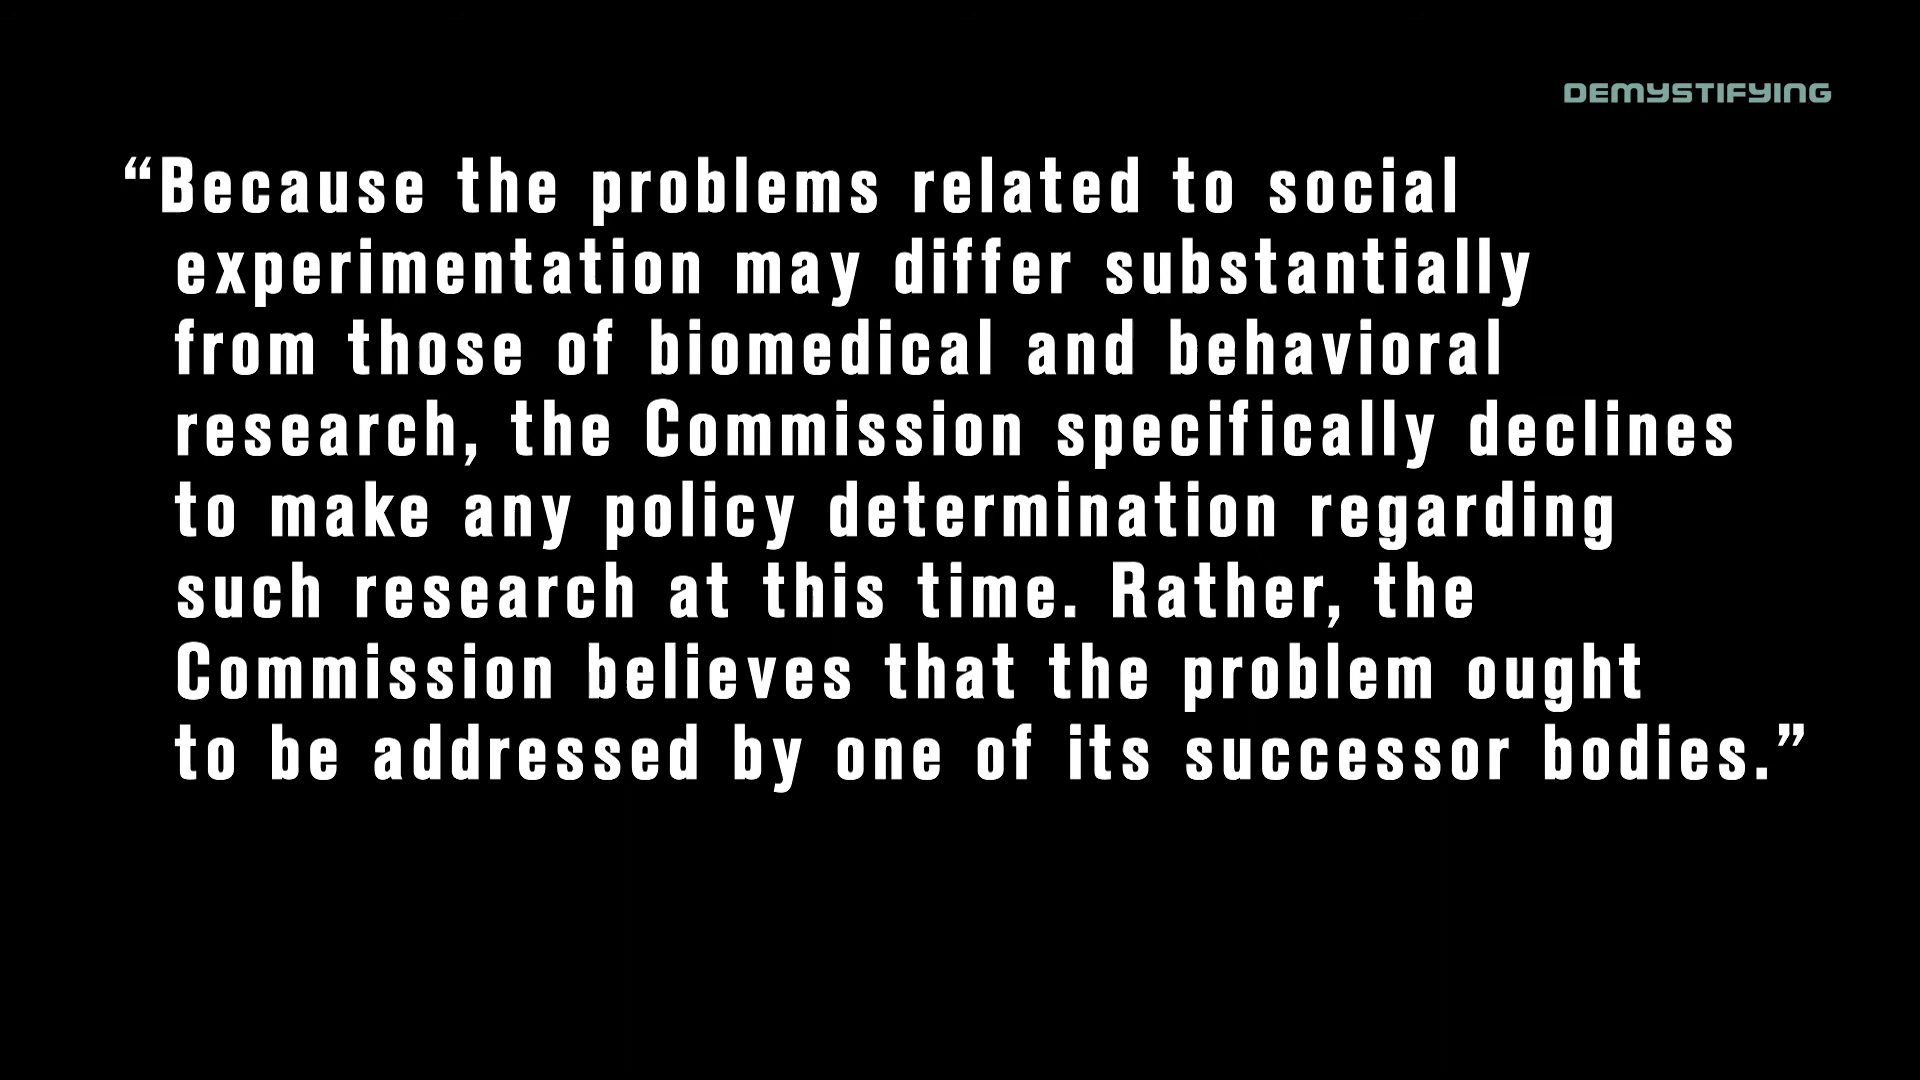 DEMYSTIFYING
“Because the problems related to social
experimentation may differ substantially
from those of biomedical and behavioral
research, the Commission specifically declines
to make any policy determination regarding
such research at this time. Rather, the
Commission believes that the problem ought
to be addressed by one of its successor bodies.”